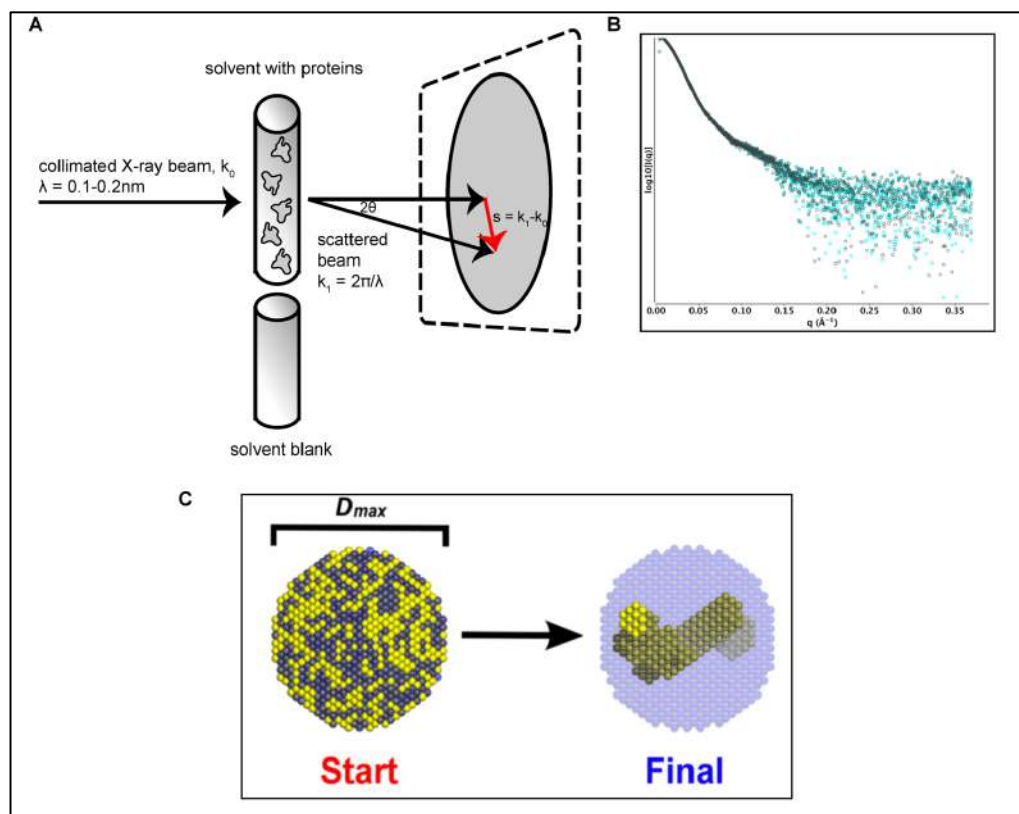 A
solvent with proteins
collimated X-ray beam, k₀
λ = 0.1-0.2nm
2θ
s = k₁-k₀
scattered
beam
k₁ = 2π/λ
solvent blank
B
log10[I(q)]
0.00 0.05 0.10 0.15 0.20 0.25 0.30 0.35
q (Å⁻¹)
C
Dmax
Start
Final